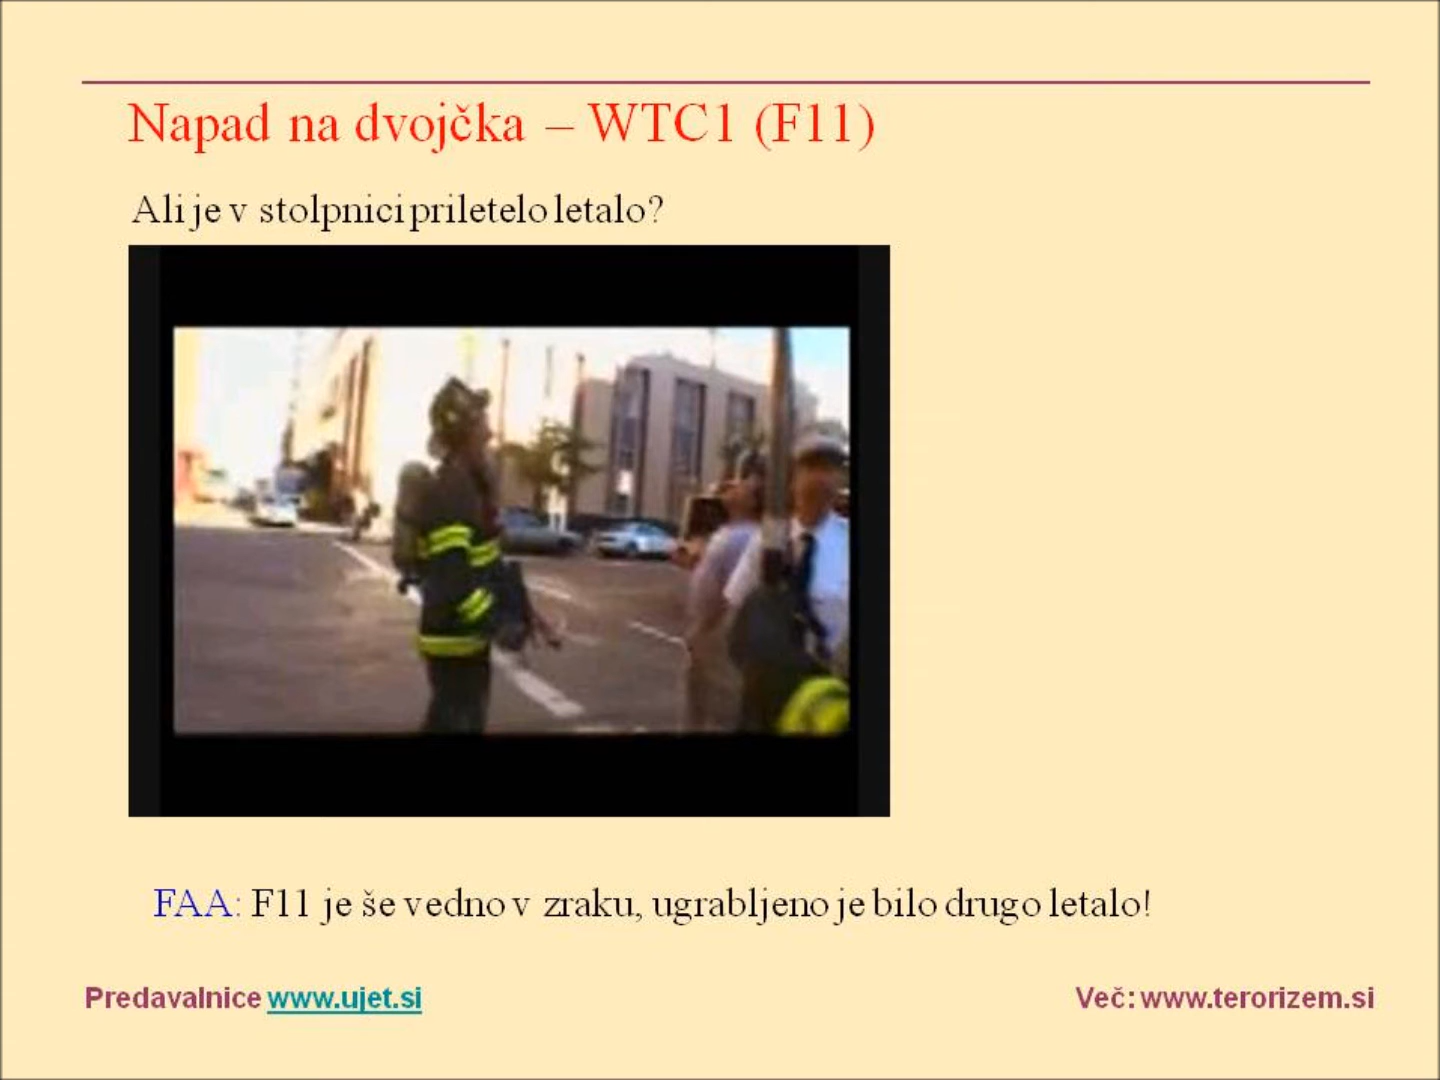 Napad na dvojčka – WTC1 (F11)
Ali je v stolpnici priletelo letalo?
FAA: F11 je še vedno v zraku, ugrabljeno je bilo drugo letalo!
Predavalnice www.ujet.si
Več: www.terorizem.si